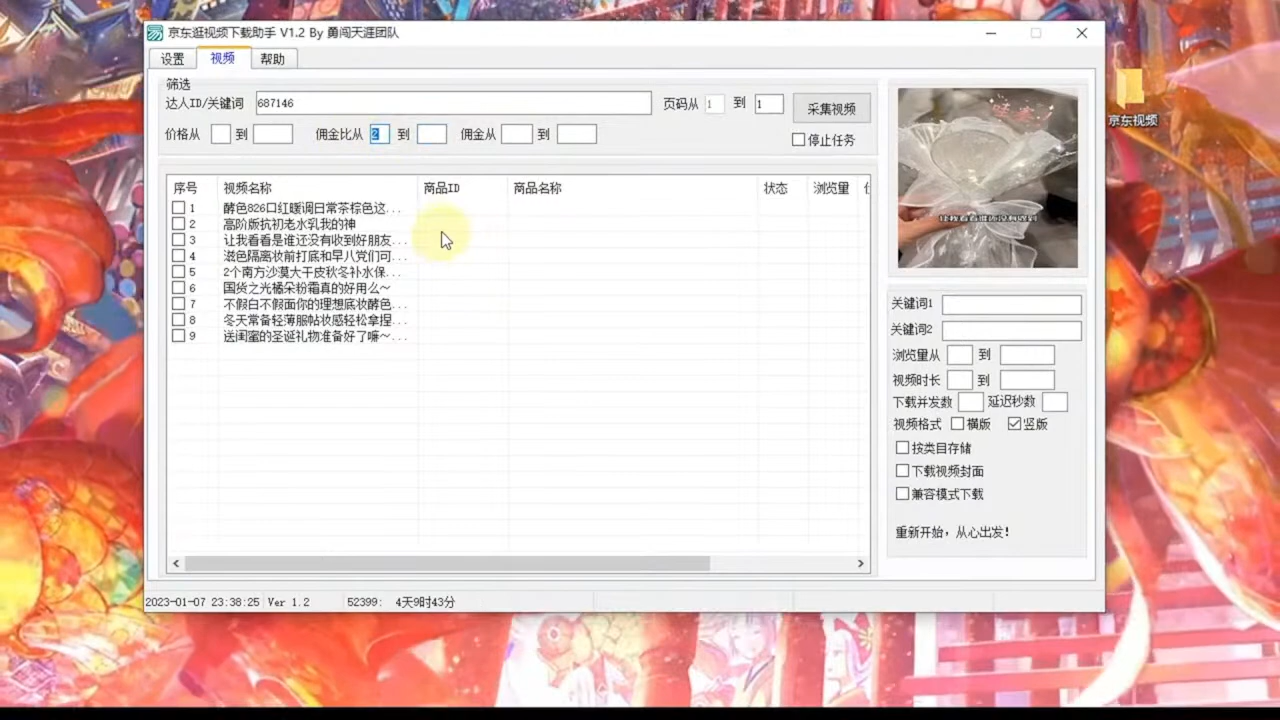 京东逛视频下载助手 V1.2 By 勇闯天涯团队
设置 视频 帮助
筛选
达人ID/关键词 687146 页码从 1 到 1 采集视频
价格从 到 佣金比从 2 到 佣金从 到 停止任务
京东视频
让我看看谁还没有收到
序号 视频名称 商品ID 商品名称 状态 浏览量
1 酵色826口红暖调日常茶棕色这...
2 高阶版抗初老水乳我的神
3 让我看看是谁还没有收到好朋友...
4 滋色隔离妆前打底和早八党们可...
5 2个南方沙漠大干皮秋冬补水保...
6 国货之光橘朵粉霜真的好用么~
7 不假白不假面你的理想底妆酵色...
8 冬天常备轻薄服帖妆感轻松拿捏...
9 送闺蜜的圣诞礼物准备好了嘛~...
关键词1
关键词2
浏览量从 到
视频时长 到
下载并发数 延迟秒数
视频格式 横版 竖版
按类目存储
下载视频封面
兼容模式下载
重新开始，从心出发！
2023-01-07 23:38:25 Ver 1.2 52399: 4天9时43分